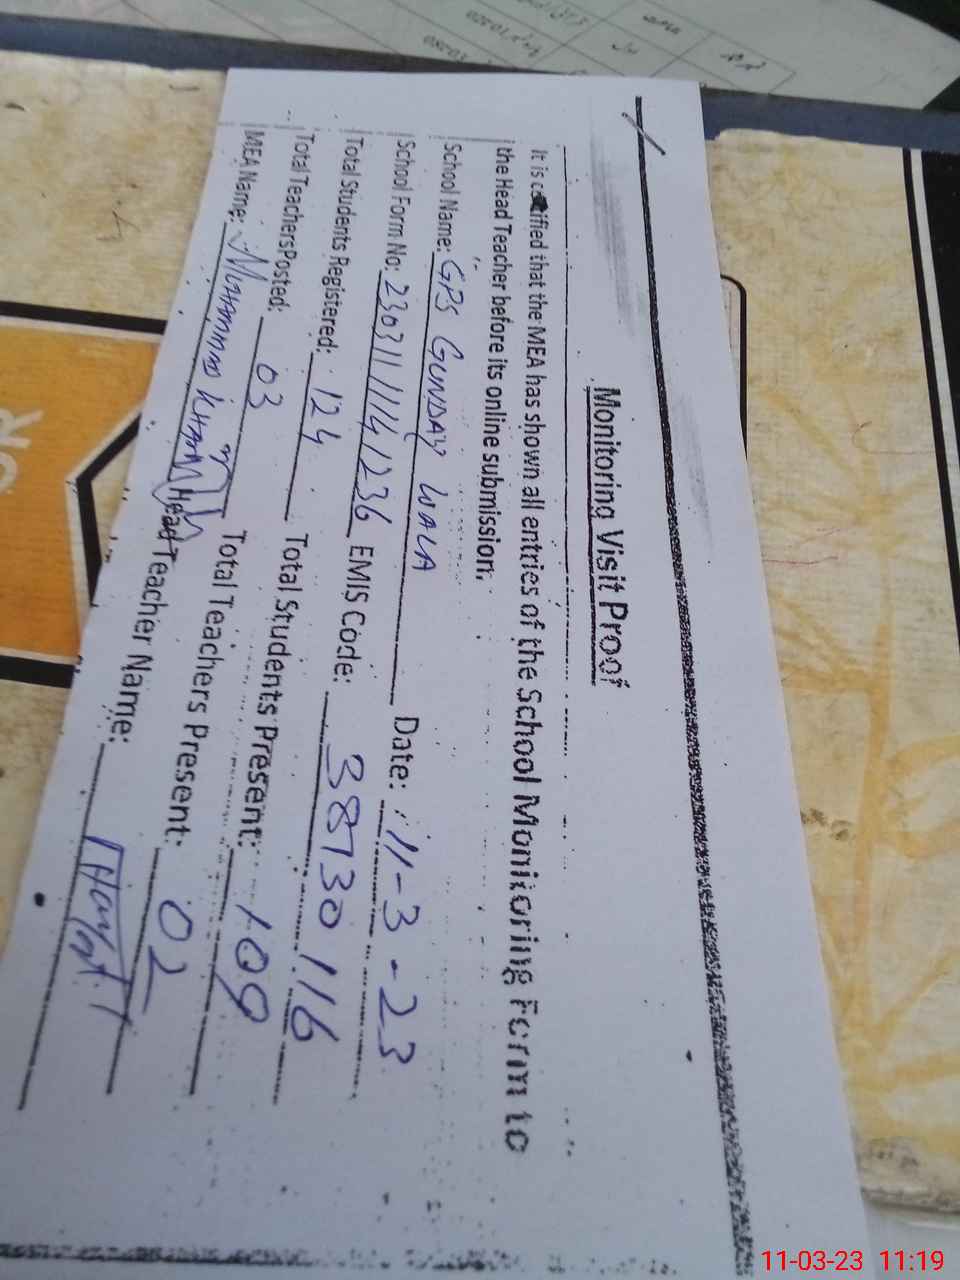 Monitoring Visit Proof
It is certified that the MEA has shown all entries of the School Monitoring Form to
the Head Teacher before its online submission.
School Name: GPS GUNDAY WALA Date: 11-3-23
School Form No: 23031111141236 EMIS Code: 38730116
Total Students Registered: 124 Total Students Present: 109
Total Teachers Posted: 03 Total Teachers Present: 02
MEA Name: MUHAMMAD KHAN Head Teacher Name:
OR
11-03-23 11:19